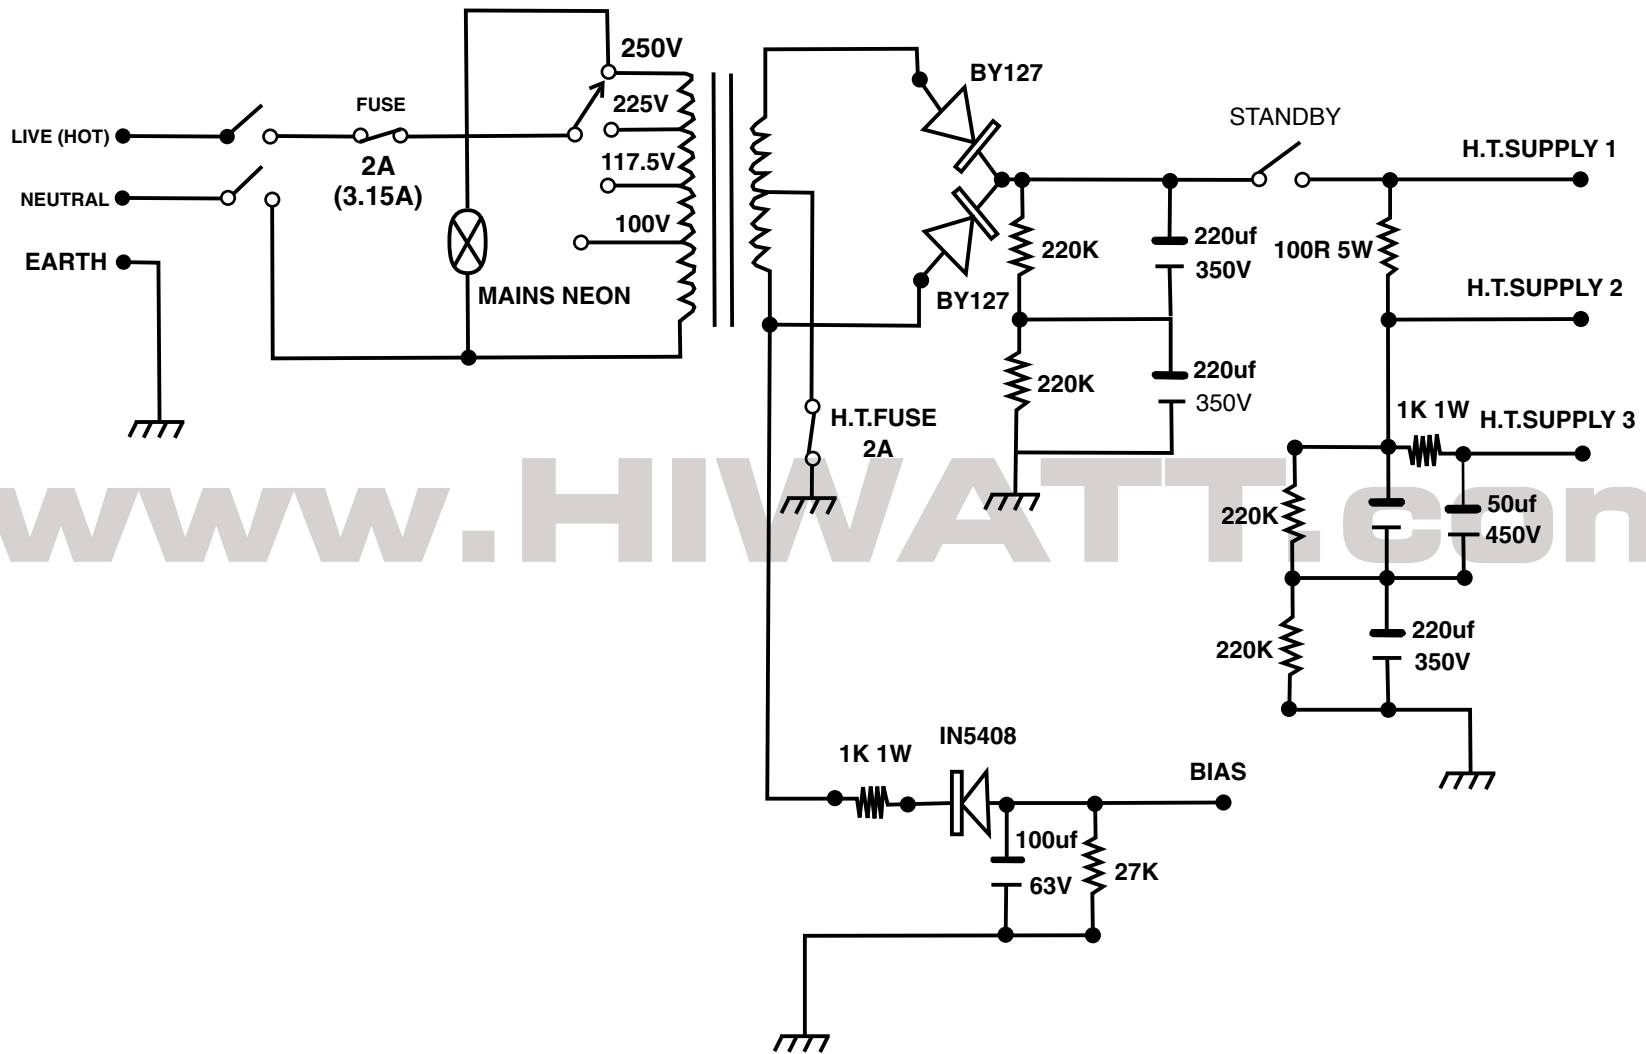 250V
BY127
225V
FUSE
STANDBY
LIVE (HOT)
H.T.SUPPLY 1
2A
117.5V
(3.15A)
NEUTRAL
100V
220K
220uf
100R 5W
EARTH
350V
MAINS NEON
BY127
H.T.SUPPLY 2
220K
220uf
350V
1K 1W
H.T.FUSE
H.T.SUPPLY 3
2A
www.HIWATT.com
220K
50uf
450V
220K
220uf
350V
IN5408
1K 1W
BIAS
100uf
63V
27K